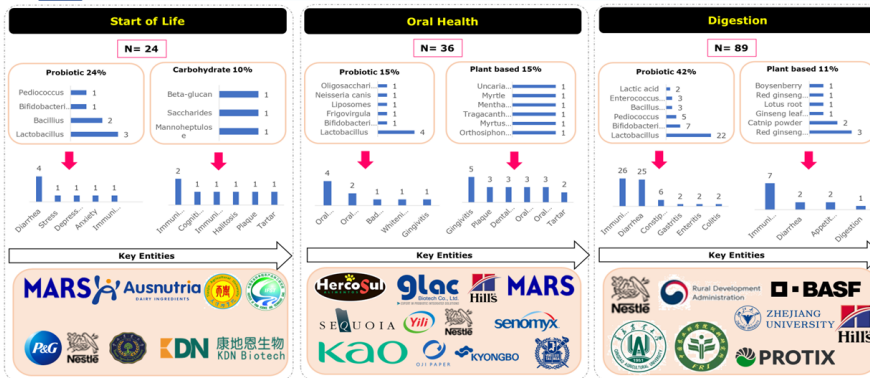 Start of Life
N= 24
Probiotic 24%
Pediococcus 1
Bifidobacteri... 1
Bacillius 2
Lactobacillus 3
Carbohydrate 10%
Beta-glucan 1
Saccharides 1
Mannoheptulos
e 1
4 1 1 1 1
Diarrhea
Stress
Depress...
Anxiety
Immuni...
2 1 1 1 1 1
Immuni...
Cogniti...
Immuni...
Halitosis
Plaque
Tartar
Key Entities
MARS
Ausnutria
DAIRY INGREDIENTS
P&G
Nestle
KDN
康地恩生物
KDN Biotech
Oral Health
N= 36
Probiotic 15%
Oligosacchari... 1
Neisseria canis 1
Liposomes 1
Frigovirgula 1
Bifidobacteri... 1
Lactobacillus 4
Plant based 15%
Uncaria... 1
Myrtle 1
Mentha... 1
Tragacanth... 1
Myrtus... 1
Orthosiphon... 1
4 2 1 1 1
Oral...
Oral...
Bad...
Whiteni...
Gingivitis
5 3 3 3 3 2
Gingivitis
Plaque
Dental...
Oral...
Oral...
Tartar
Key Entities
HercoSul
glac
Biotech Co., Ltd.
Hill's
MARS
SEQUOIA
Yili
Nestle
senomyx
Kao
OJI PAPER
KYONGBO
Digestion
N= 89
Probiotic 42%
Lactic acid 2
Enterococcus... 3
Bacillus... 3
Pediococcus 5
Bifidobacteri... 7
Lactobacillus 22
Plant based 11%
Boysenberry 1
Red ginseng... 1
Lotus root 1
Ginseng leaf... 1
Catnip powder 2
Red ginseng... 3
26 25 6 2 2 2
Immuni...
Diarrhea
Constip...
Gastritis
Enteritis
Colitis
7 2 2 1
Immuni...
Diarrhea
Appetit...
Digestion
Key Entities
Nestle
Rural Development
Administration
BASF
ZHEJIANG
UNIVERSITY
Hill's
PROTIX